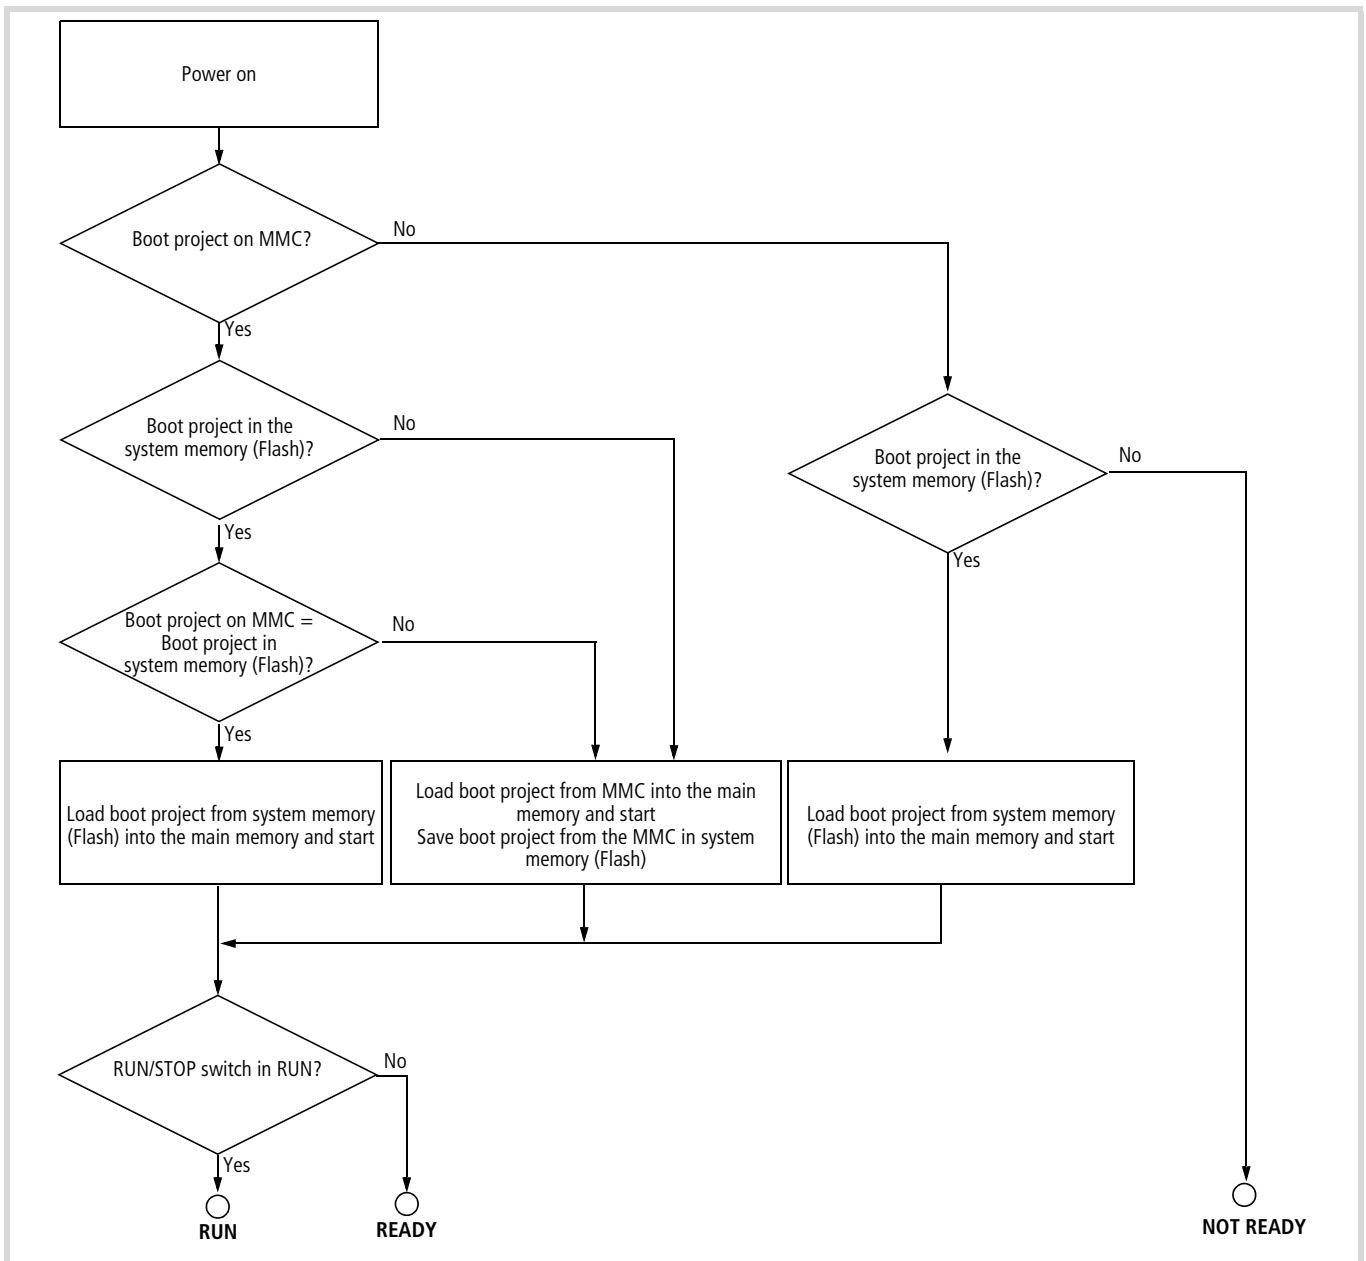 Power on
Boot project on MMC?
No
Yes
Boot project in the
system memory (Flash)?
No
Boot project in the
system memory (Flash)?
No
Yes
Yes
Boot project on MMC =
Boot project in
system memory (Flash)?
No
Yes
Load boot project from system memory
(Flash) into the main memory and start
Load boot project from MMC into the main
memory and start
Save boot project from the MMC in system
memory (Flash)
Load boot project from system memory
(Flash) into the main memory and start
RUN/STOP switch in RUN?
No
Yes
RUN
READY
NOT READY